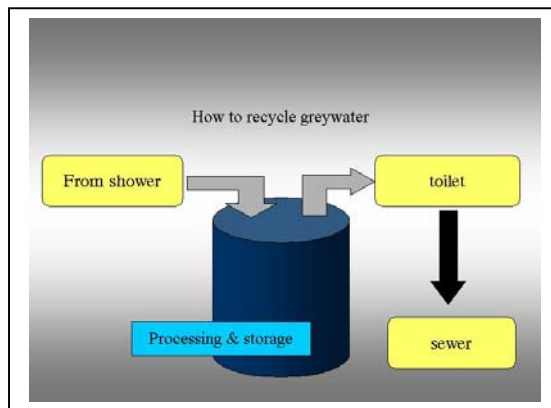 How to recycle greywater
From shower
toilet
Processing & storage
sewer